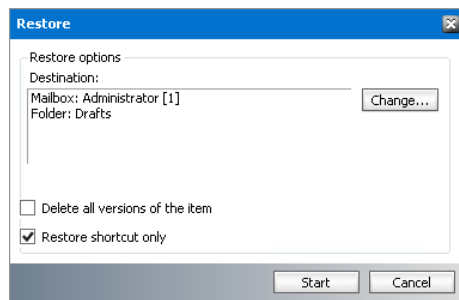 Restore
Restore options
Destination:
Mailbox: Administrator [1]
Folder: Drafts
Change...
Delete all versions of the item
Restore shortcut only
Start
Cancel